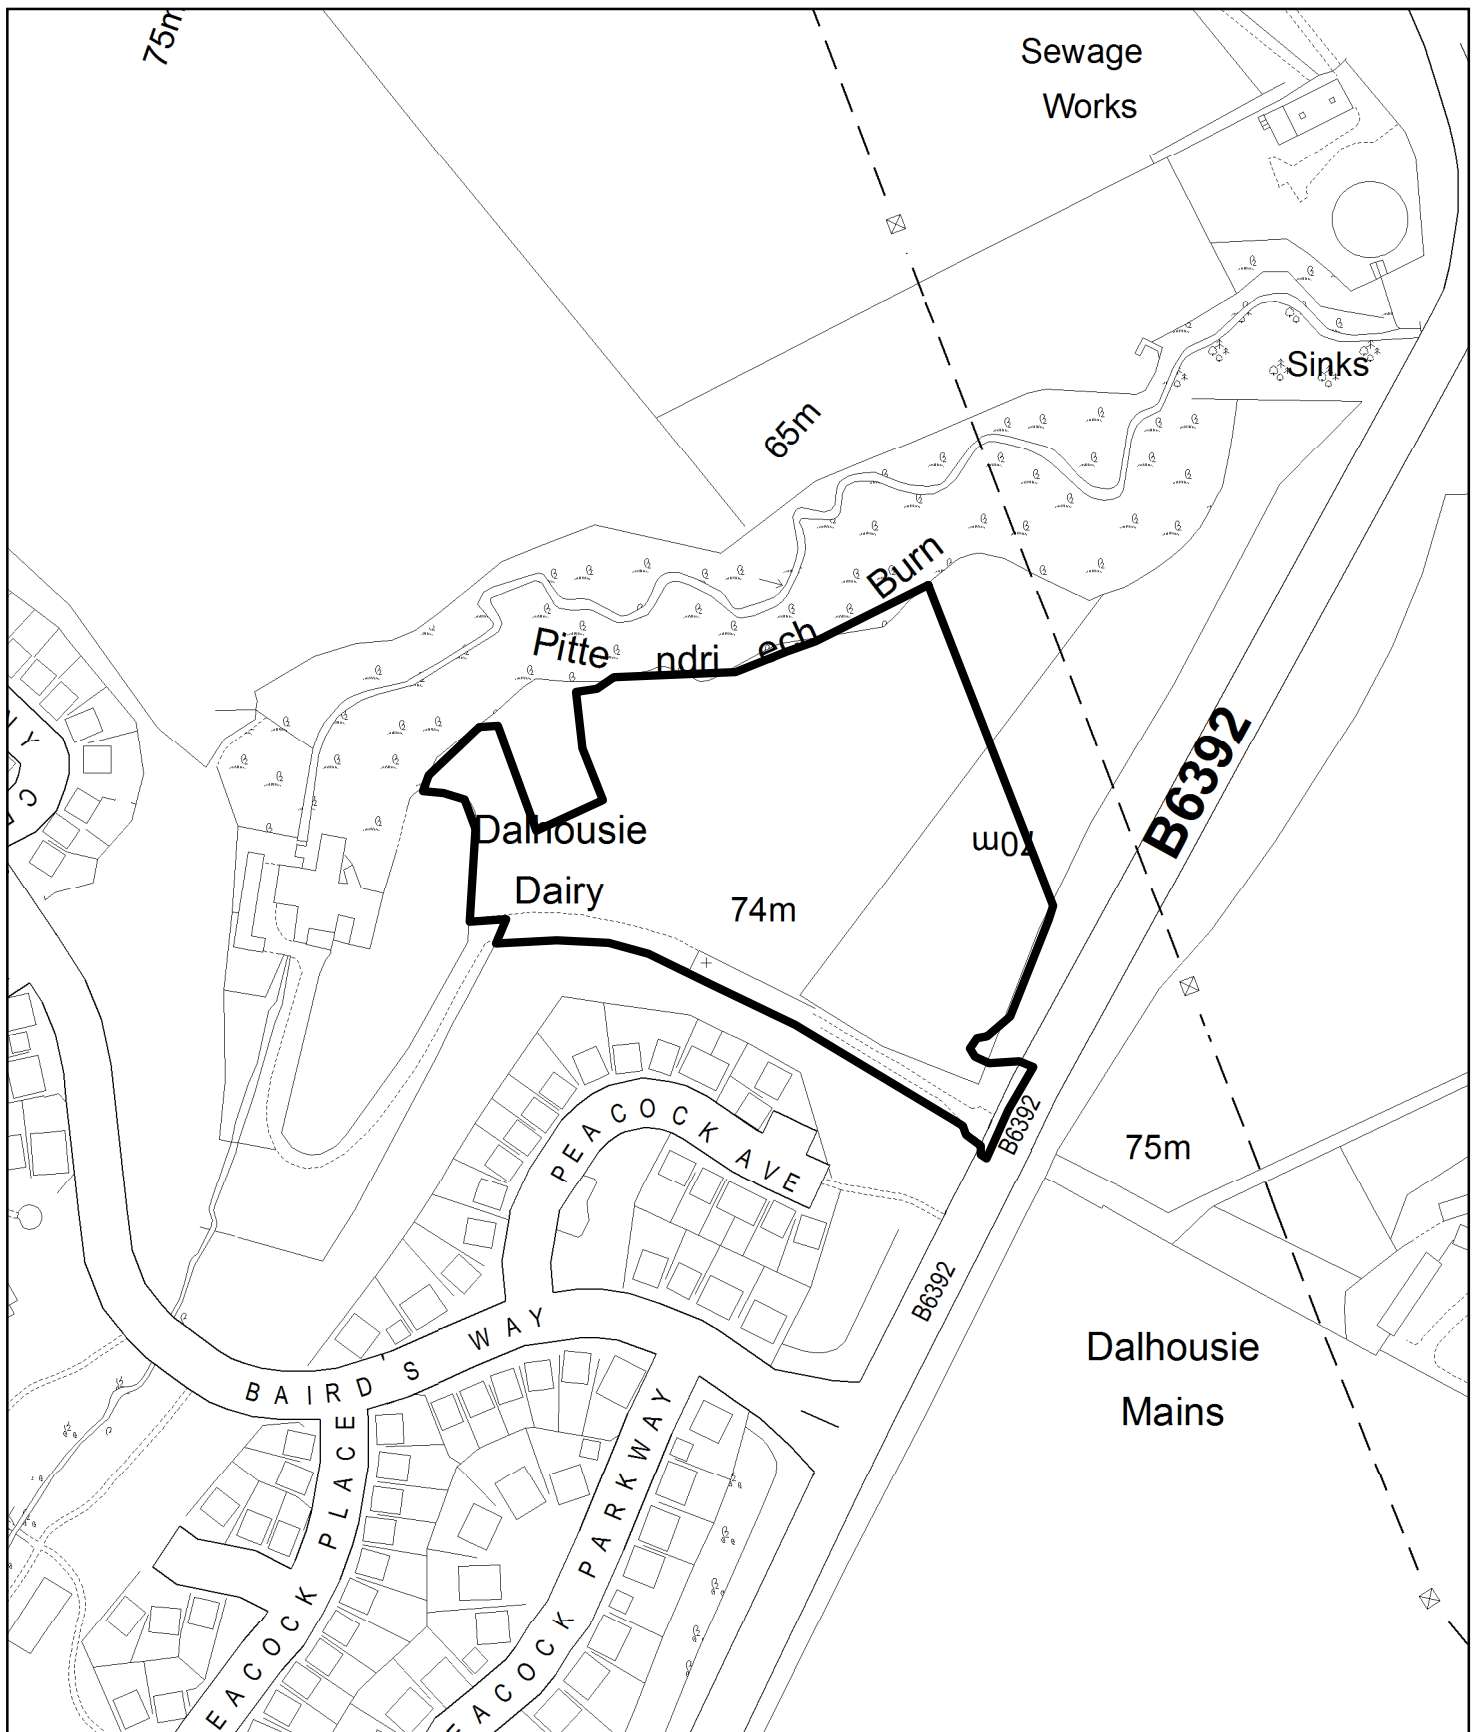 75m
Sewage
Works
Sinks
65m
Pitte ndri ech Burn
B6392
Dalhousie
Dairy
70m
74m
B6392
75m
PEACOCK AVE
B6392
BAIRD'S WAY
Dalhousie
Mains
PEACOCK PARKWAY
EACOCK PLACE
EACOCK